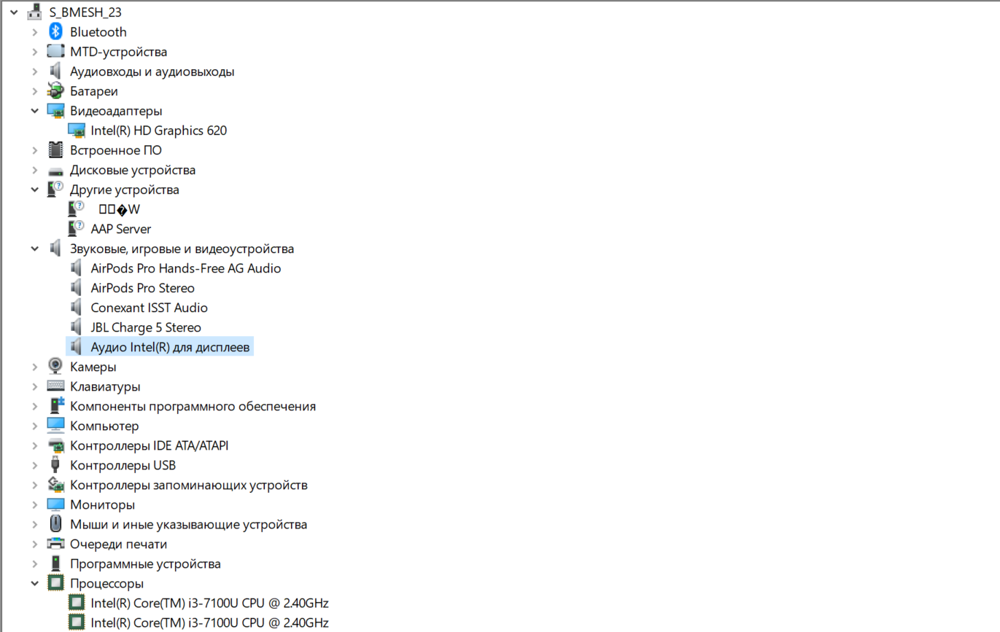 S_BMESH_23
Bluetooth
MTD-устройства
Аудиовходы и аудиовыходы
Батареи
Видеоадаптеры
Intel(R) HD Graphics 620
Встроенное ПО
Дисковые устройства
Другие устройства
□□�W
AAP Server
Звуковые, игровые и видеоустройства
AirPods Pro Hands-Free AG Audio
AirPods Pro Stereo
Conexant ISST Audio
JBL Charge 5 Stereo
Аудио Intel(R) для дисплеев
Камеры
Клавиатуры
Компоненты программного обеспечения
Компьютер
Контроллеры IDE ATA/ATAPI
Контроллеры USB
Контроллеры запоминающих устройств
Мониторы
Мыши и иные указывающие устройства
Очереди печати
Программные устройства
Процессоры
Intel(R) Core(TM) i3-7100U CPU @ 2.40GHz
Intel(R) Core(TM) i3-7100U CPU @ 2.40GHz